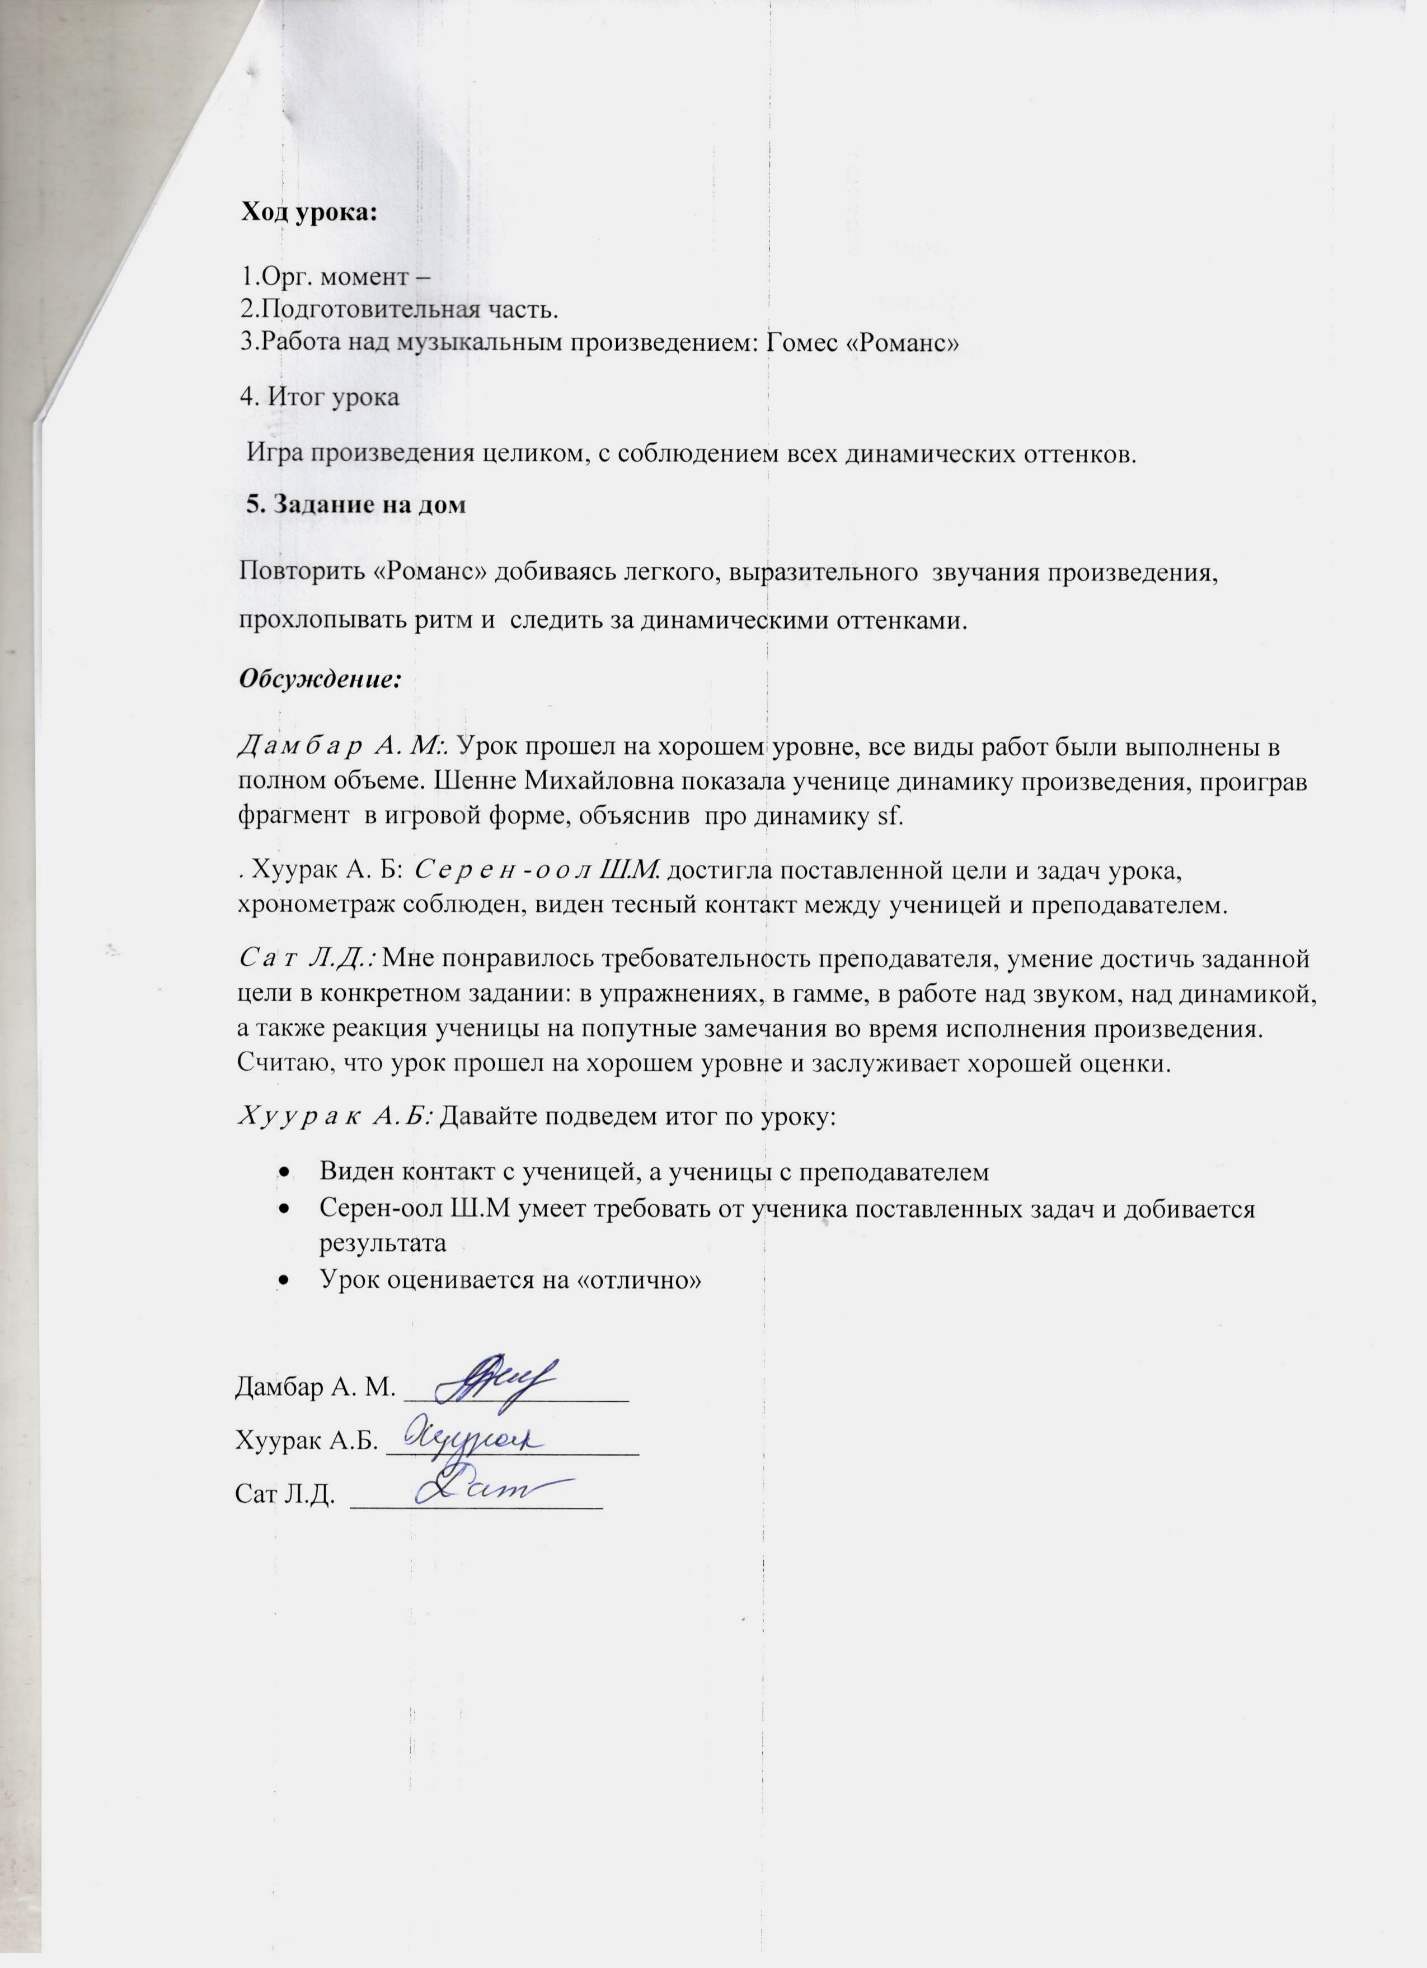 Ход урока:
1.Орг. момент –
2.Подготовительная часть.
3.Работа над музыкальным произведением: Гомес «Романс»
4. Итог урока
Игра произведения целиком, с соблюдением всех динамических оттенков.
5. Задание на дом
Повторить «Романс» добиваясь легкого, выразительного звучания произведения,
прохлопывать ритм и следить за динамическими оттенками.
Обсуждение:
Дамбар А. М:. Урок прошел на хорошем уровне, все виды работ были выполнены в
полном объеме. Шенне Михайловна показала ученице динамику произведения, проиграв
фрагмент в игровой форме, объяснив про динамику sf.
. Хуурак А. Б: Серен-оол Ш.М. достигла поставленной цели и задач урока,
хронометраж соблюден, виден тесный контакт между ученицей и преподавателем.
Сат Л.Д.: Мне понравилось требовательность преподавателя, умение достичь заданной
цели в конкретном задании: в упражнениях, в гамме, в работе над звуком, над динамикой,
а также реакция ученицы на попутные замечания во время исполнения произведения.
Считаю, что урок прошел на хорошем уровне и заслуживает хорошей оценки.
Хуурак А.Б: Давайте подведем итог по уроку:
• Виден контакт с ученицей, а ученицы с преподавателем
• Серен-оол Ш.М умеет требовать от ученика поставленных задач и добивается
результата
• Урок оценивается на «отлично»
Дамбар А. М.
Хуурак А.Б. Хуурак
Сат Л.Д. Сат